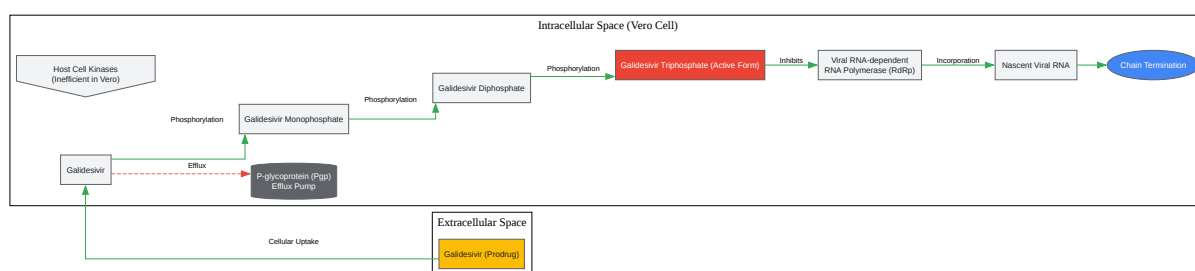 Intracellular Space (Vero Cell)
Host Cell Kinases
(Inefficient in Vero)
Galidesivir
Phosphorylation
Efflux
P-glycoprotein (Pgp)
Efflux Pump
Galidesivir Monophosphate
Phosphorylation
Galidesivir Diphosphate
Phosphorylation
Galidesivir Triphosphate (Active Form)
Inhibits
Viral RNA-dependent
RNA Polymerase (RdRp)
Incorporation
Nascent Viral RNA
Chain Termination
Extracellular Space
Galidesivir (Prodrug)
Cellular Uptake